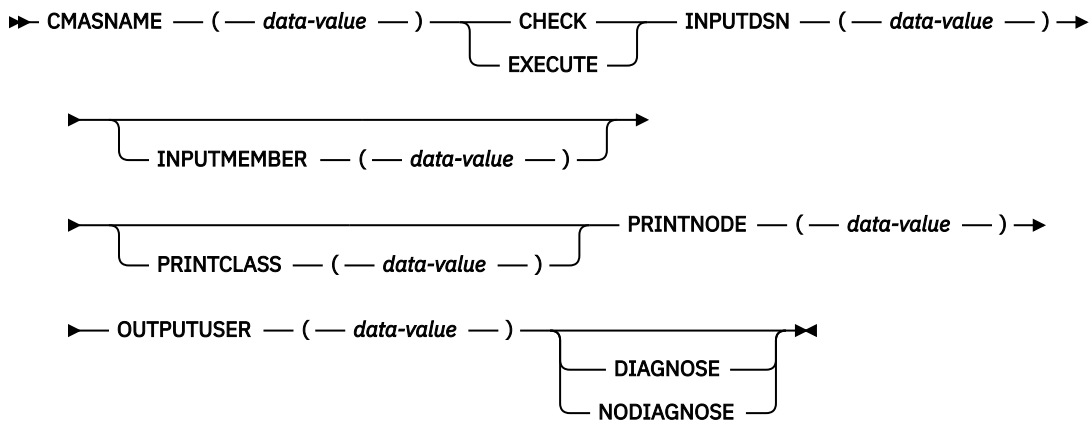 CMASNAME ( data-value ) CHECK INPUTDSN ( data-value )
EXECUTE
INPUTMEMBER ( data-value )
PRINTNODE ( data-value )
PRINTCLASS ( data-value )
OUTPUTUSER ( data-value )
DIAGNOSE
NODIAGNOSE